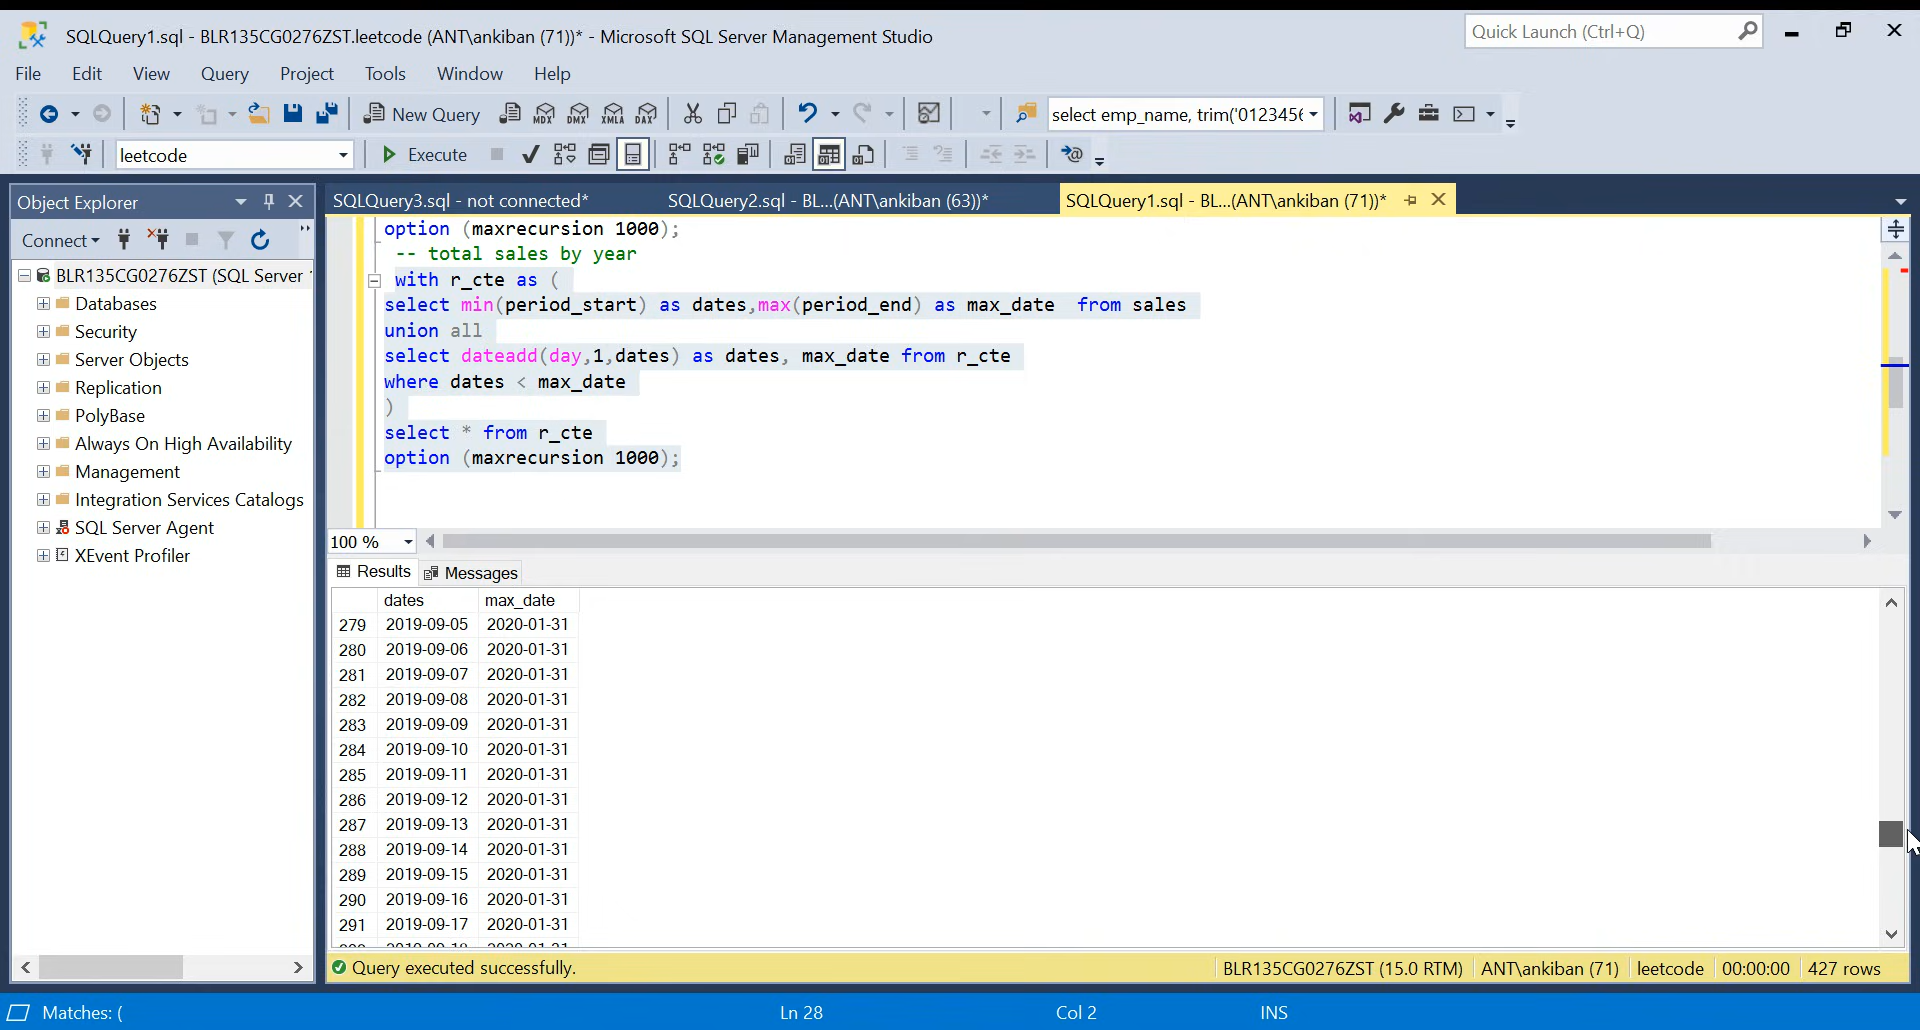 SQLQuery1.sql - BLR135CG0276ZST.leetcode (ANT\ankiban (71))* - Microsoft SQL Server Management Studio
Quick Launch (Ctrl+Q)
File Edit View Query Project Tools Window Help
New Query MDX DMX XMLA DAX select emp_name, trim('0123456
leetcode Execute
Object Explorer
SQLQuery3.sql - not connected* SQLQuery2.sql - BL...(ANT\ankiban (63))* SQLQuery1.sql - BL...(ANT\ankiban (71))*
Connect
BLR135CG0276ZST (SQL Server
Databases
Security
Server Objects
Replication
PolyBase
Always On High Availability
Management
Integration Services Catalogs
SQL Server Agent
XEvent Profiler
option (maxrecursion 1000);
-- total sales by year
with r_cte as (
select min(period_start) as dates,max(period_end) as max_date  from sales
union all
select dateadd(day,1,dates) as dates, max_date from r_cte
where dates < max_date
)
select * from r_cte
option (maxrecursion 1000);
100 %
Results Messages
dates max_date
279 2019-09-05 2020-01-31
280 2019-09-06 2020-01-31
281 2019-09-07 2020-01-31
282 2019-09-08 2020-01-31
283 2019-09-09 2020-01-31
284 2019-09-10 2020-01-31
285 2019-09-11 2020-01-31
286 2019-09-12 2020-01-31
287 2019-09-13 2020-01-31
288 2019-09-14 2020-01-31
289 2019-09-15 2020-01-31
290 2019-09-16 2020-01-31
291 2019-09-17 2020-01-31
Query executed successfully. BLR135CG0276ZST (15.0 RTM) ANT\ankiban (71) leetcode 00:00:00 427 rows
Matches: ( Ln 28 Col 2 INS